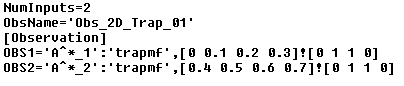 NumInputs=2
ObsName='Obs_2D_Trap_01'
[Observation]
OBS1='A^*_1':'trapmf',[0 0.1 0.2 0.3]![0 1 1 0]
OBS2='A^*_2':'trapmf',[0.4 0.5 0.6 0.7]![0 1 1 0]